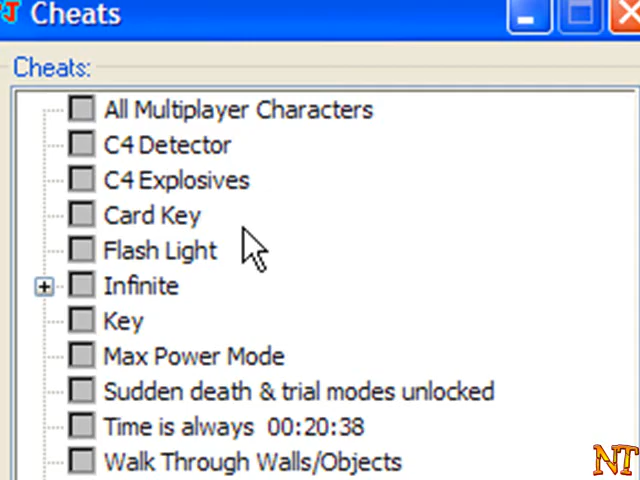 Cheats
Cheats:
All Multiplayer Characters
C4 Detector
C4 Explosives
Card Key
Flash Light
Infinite
Key
Max Power Mode
Sudden death & trial modes unlocked
Time is always 00:20:38
Walk Through Walls/Objects
NT